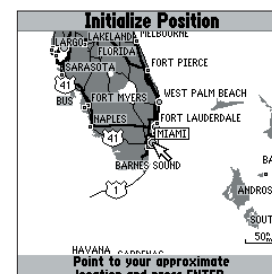 Initialize Position
LAKELAND
MELBOURNE
LARGO
FLORIDA
FORT PIERCE
SARASOTA
41
BUS
FORT MYERS
WEST PALM BEACH
NAPLES
FORT LAUDERDALE
41
MIAMI
BARNES SOUND
1
ANDROS
HAVANA
Point to your approximate
location and press ENTER